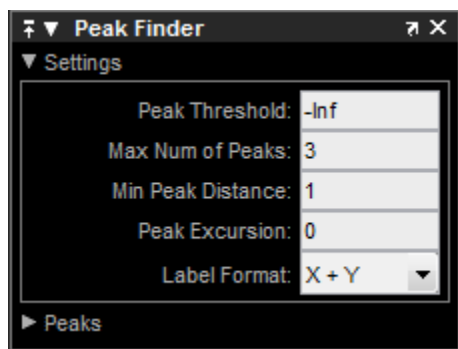 Peak Finder
Settings
Peak Threshold: -Inf
Max Num of Peaks: 3
Min Peak Distance: 1
Peak Excursion: 0
Label Format: X + Y
Peaks